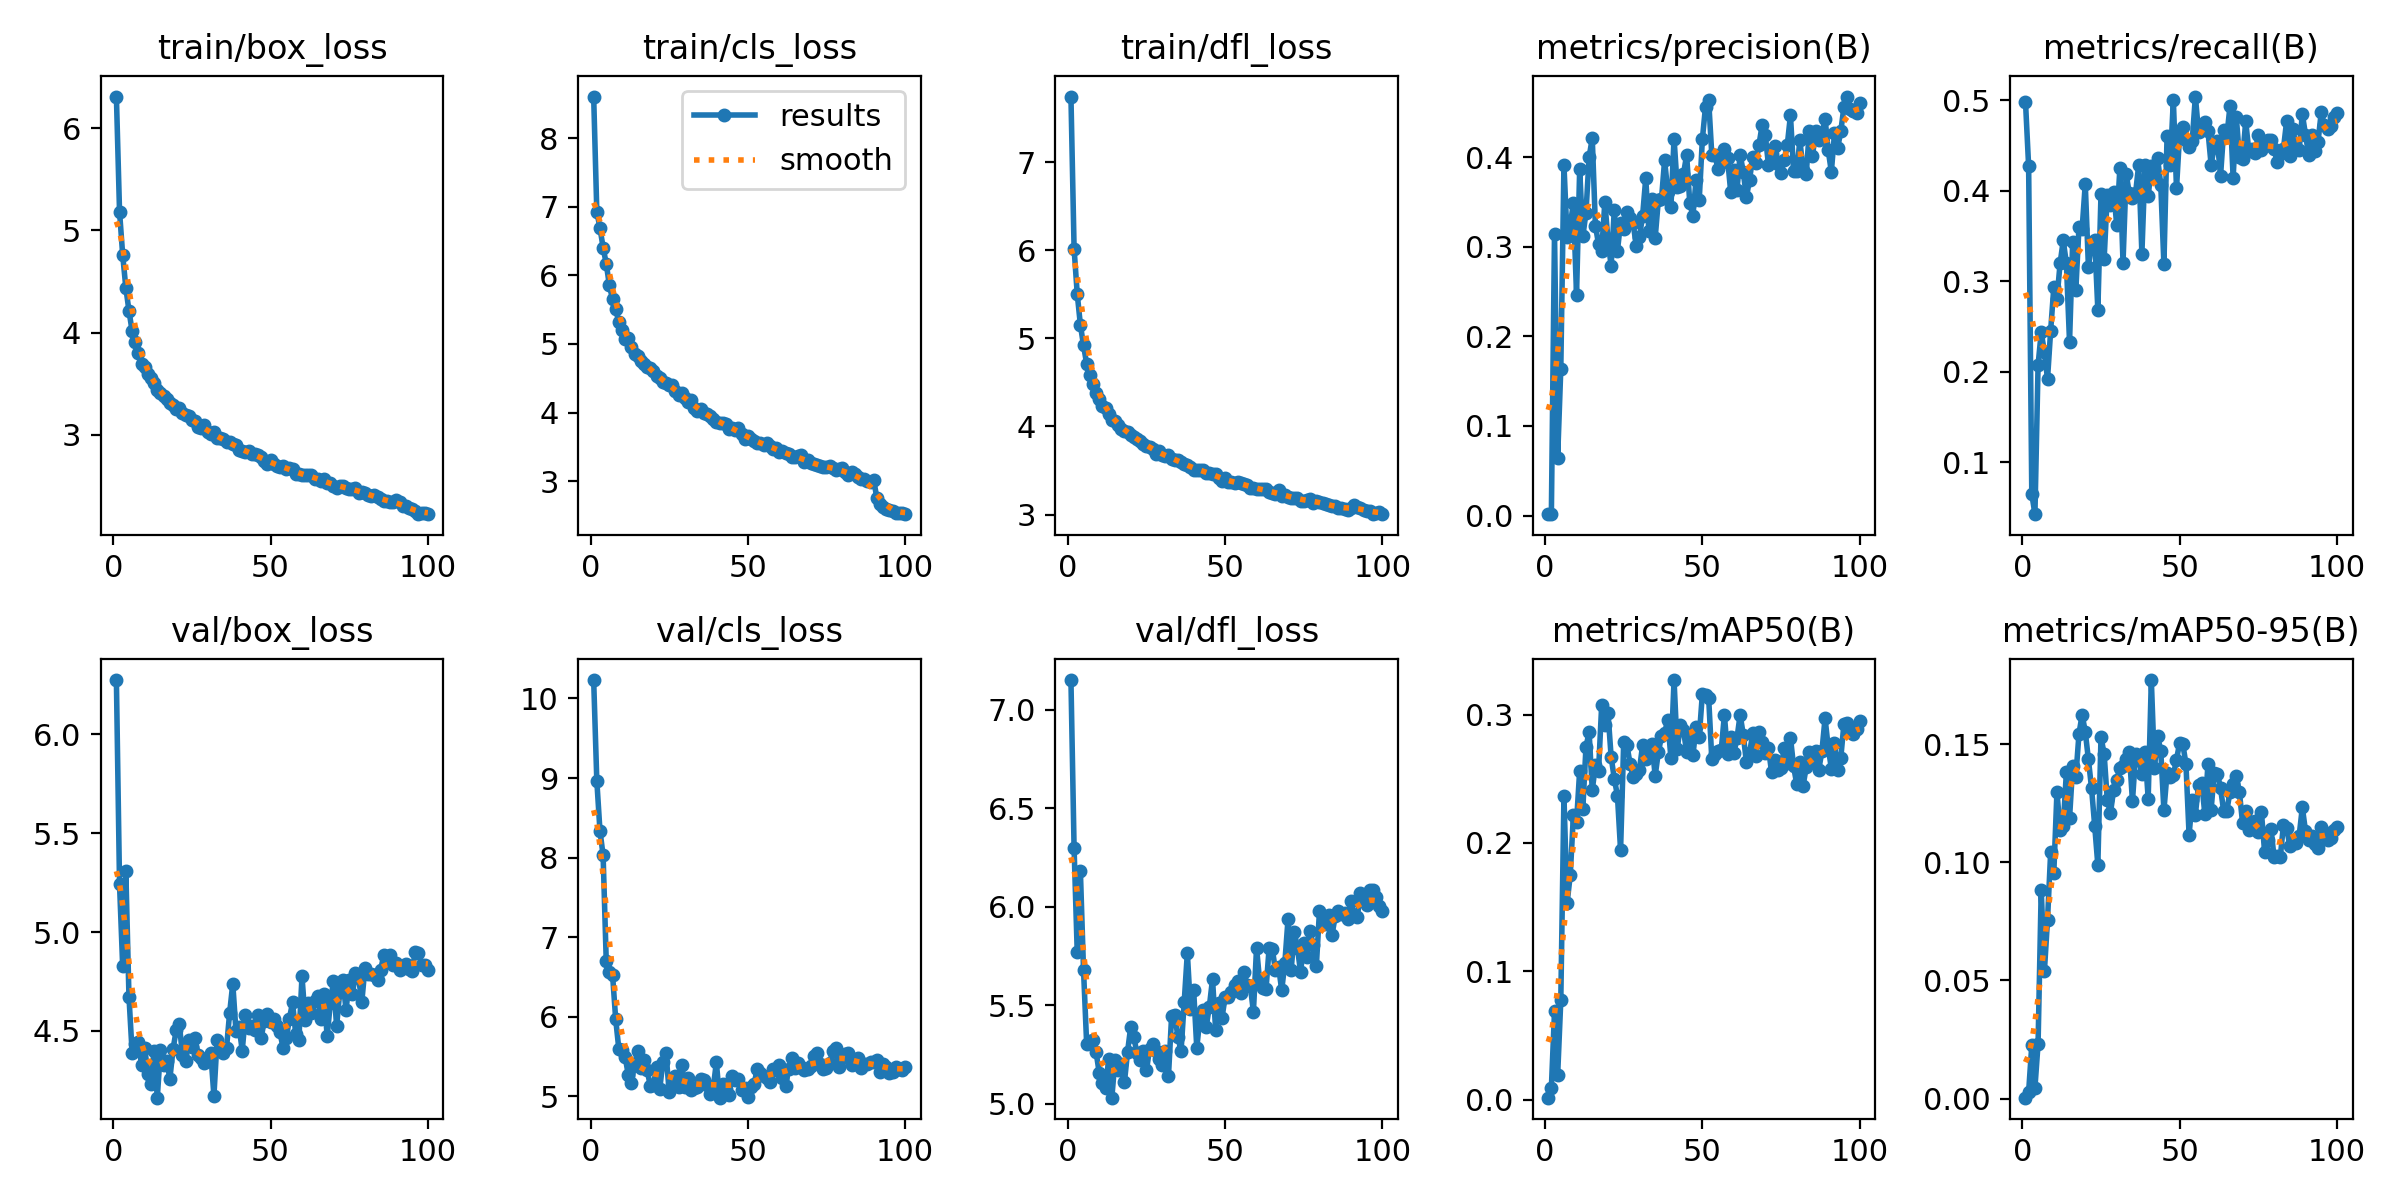 train/box_loss
train/cls_loss
train/dfl_loss
metrics/precision(B)
metrics/recall(B)
6
5
4
3
0 50 100
results
smooth
8
7
6
5
4
3
0 50 100
7
6
5
4
3
0 50 100
0.4
0.3
0.2
0.1
0.0
0 50 100
0.5
0.4
0.3
0.2
0.1
0 50 100
val/box_loss
val/cls_loss
val/dfl_loss
metrics/mAP50(B)
metrics/mAP50-95(B)
6.0
5.5
5.0
4.5
0 50 100
10
9
8
7
6
5
0 50 100
7.0
6.5
6.0
5.5
5.0
0 50 100
0.3
0.2
0.1
0.0
0 50 100
0.15
0.10
0.05
0.00
0 50 100